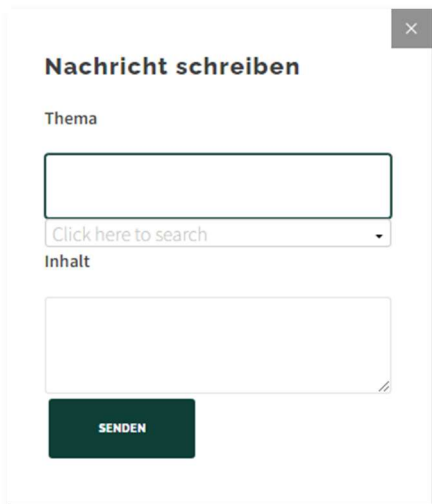 ×
Nachricht schreiben
Thema
Click here to search
Inhalt
SENDEN